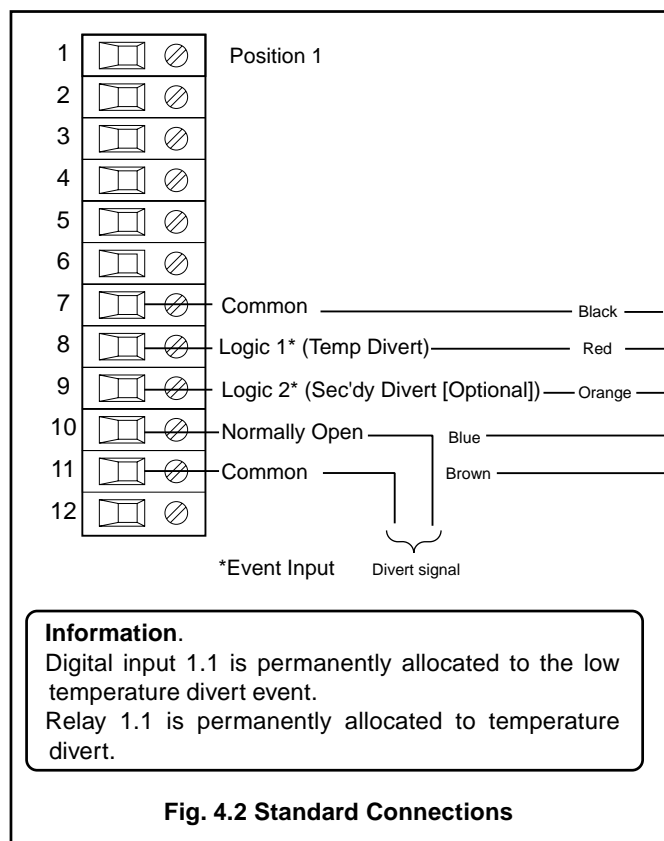 1 Position 1
2
3
4
5
6
7 Common Black
8 Logic 1* (Temp Divert) Red
9 Logic 2* (Sec'dy Divert [Optional]) Orange
10 Normally Open Blue
11 Common Brown
12
*Event Input Divert signal
Information.
Digital input 1.1 is permanently allocated to the low
temperature divert event.
Relay 1.1 is permanently allocated to temperature
divert.
Fig. 4.2 Standard Connections